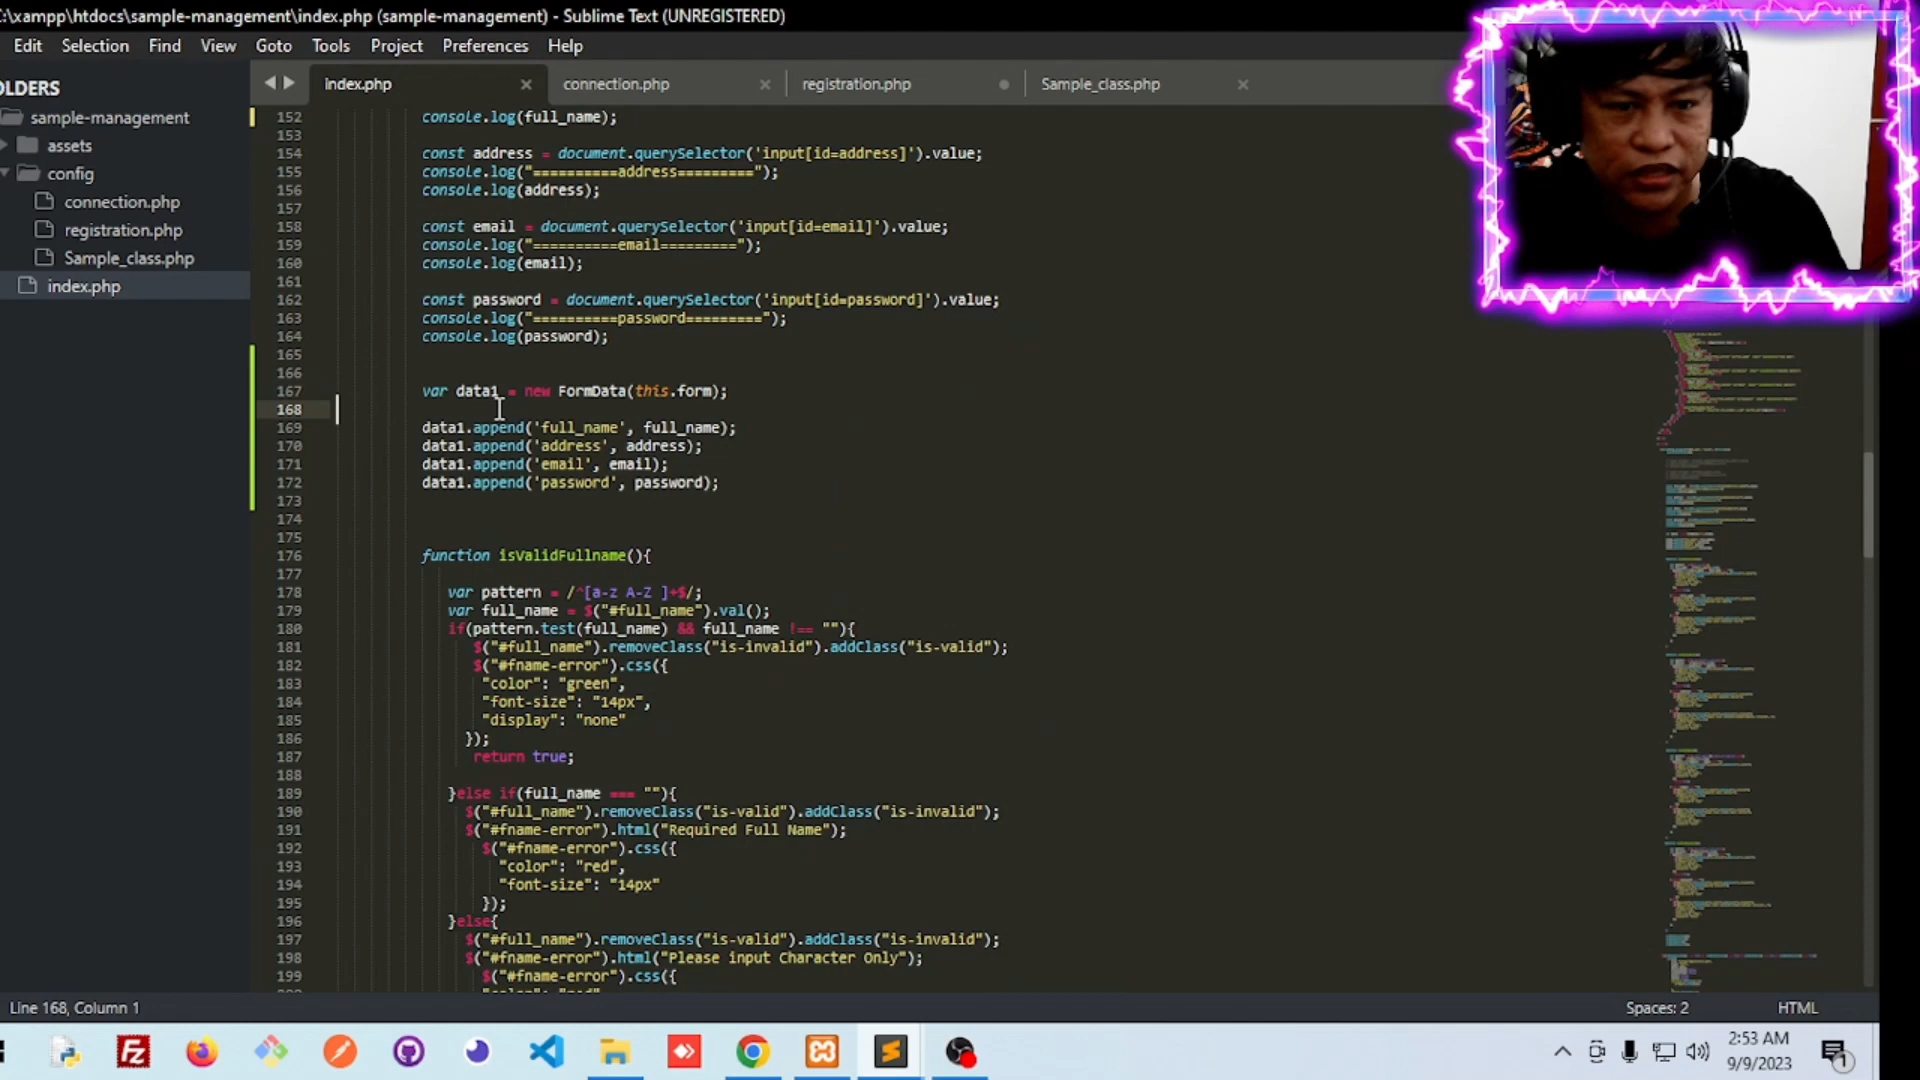 C:\xampp\htdocs\sample-management\index.php (sample-management) - Sublime Text (UNREGISTERED)
Edit Selection Find View Goto Tools Project Preferences Help
OLDERS
sample-management
assets
config
connection.php
registration.php
Sample_class.php
index.php
index.php connection.php registration.php Sample_class.php
152 console.log(full_name);
153
154 const address = document.querySelector('input[id=address]').value;
155 console.log("==========address=========");
156 console.log(address);
157
158 const email = document.querySelector('input[id=email]').value;
159 console.log("==========email=========");
160 console.log(email);
161
162 const password = document.querySelector('input[id=password]').value;
163 console.log("==========password=========");
164 console.log(password);
165
166
167 var data1 = new FormData(this.form);
168
169 data1.append('full_name', full_name);
170 data1.append('address', address);
171 data1.append('email', email);
172 data1.append('password', password);
173
174
175
176 function isValidFullname(){
177
178 var pattern = /^[a-z A-Z ]+$/;
179 var full_name = $("#full_name").val();
180 if(pattern.test(full_name) && full_name !== ""){
181 $("#full_name").removeClass("is-invalid").addClass("is-valid");
182 $("#fname-error").css({
183 "color": "green",
184 "font-size": "14px",
185 "display": "none"
186 });
187 return true;
188
189 }else if(full_name === ""){
190 $("#full_name").removeClass("is-valid").addClass("is-invalid");
191 $("#fname-error").html("Required Full Name");
192 $("#fname-error").css({
193 "color": "red",
194 "font-size": "14px"
195 });
196 }else{
197 $("#full_name").removeClass("is-valid").addClass("is-invalid");
198 $("#fname-error").html("Please input Character Only");
199 $("#fname-error").css({
Line 168, Column 1 Spaces: 2 HTML
2:53 AM
9/9/2023